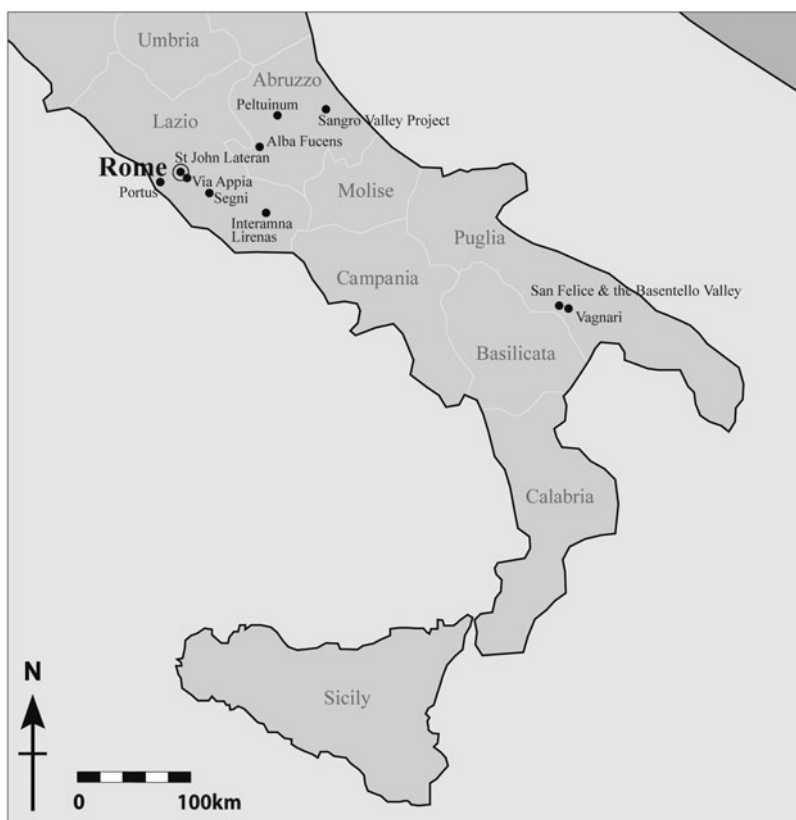 Umbria
Abruzzo
Peltuinum
Sangro Valley Project
Lazio
Alba Fucens
St John Lateran
Rome
Via Appia
Portus
Segni
Molise
Interamna
Lirenas
Puglia
Campania
San Felice & the Basentello Valley
Vagnari
Basilicata
Calabria
Sicily
N
0 100km